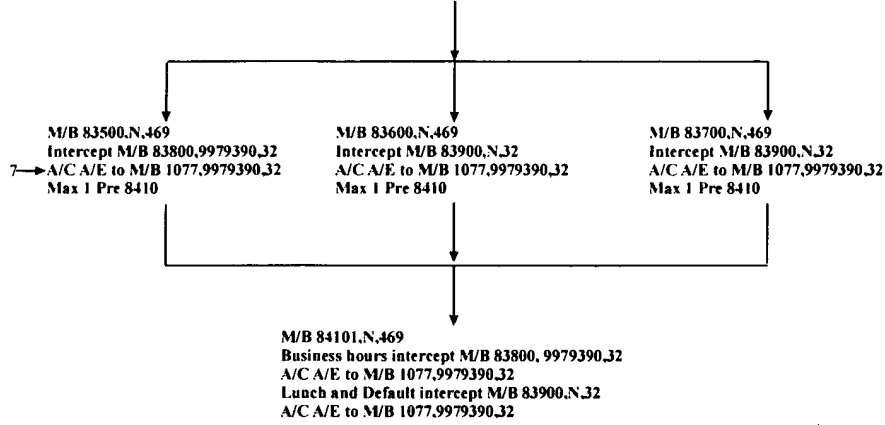 M/B 83500,N,469
Intercept M/B 83800,9979390,32
7 A/C A/E to M/B 1077,9979390,32
Max 1 Pre 8410
M/B 83600,N,469
Intercept M/B 83900,N,32
A/C A/E to M/B 1077,9979390,32
Max 1 Pre 8410
M/B 83700,N,469
Intercept M/B 83900,N,32
A/C A/E to M/B 1077,9979390,32
Max 1 Pre 8410
M/B 84101,N,469
Business hours intercept M/B 83800, 9979390,32
A/C A/E to M/B 1077,9979390,32
Lunch and Default intercept M/B 83900,N,32
A/C A/E to M/B 1077,9979390,32